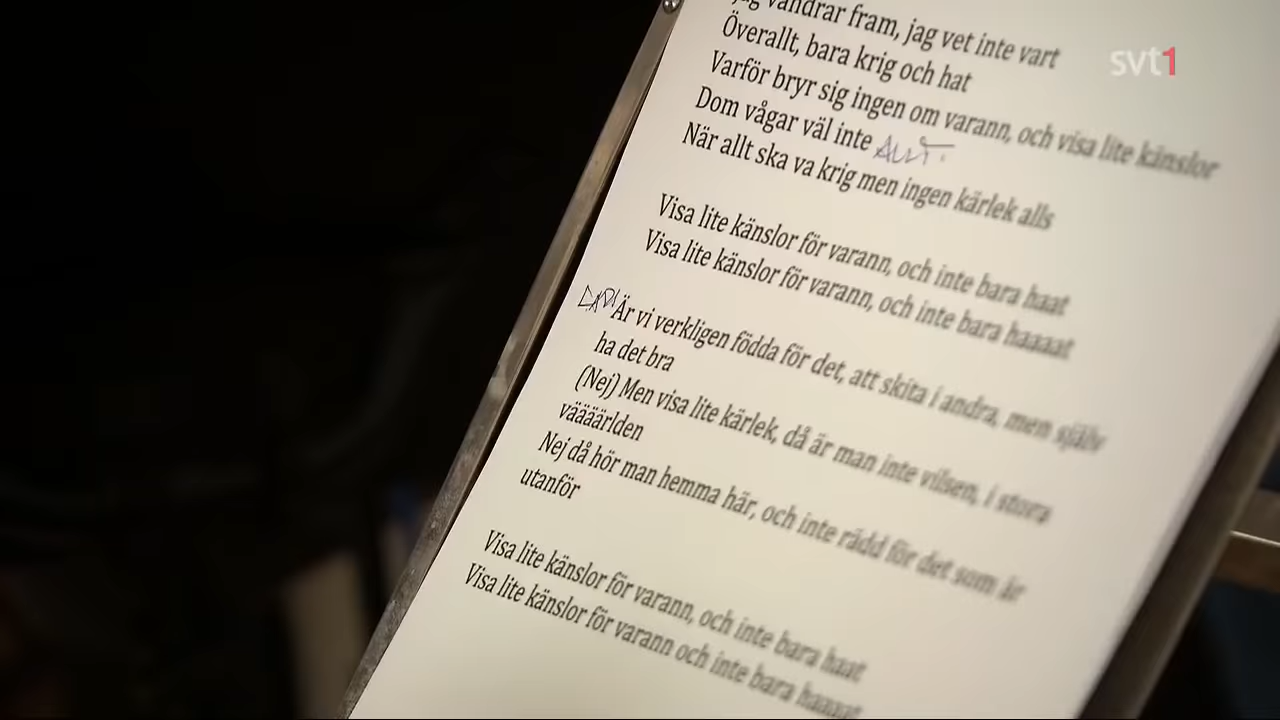 jag vandrar fram, jag vet inte vart
Överallt, bara krig och hat
Varför bryr sig ingen om varann, och visa lite känslor
Dom vågar väl inte ALLT.
När allt ska va krig men ingen kärlek alls
Visa lite känslor för varann, och inte bara haat
Visa lite känslor för varann, och inte bara haaaat
Är vi verkligen födda för det, att skita i andra, men själv
ha det bra
(Nej) Men visa lite kärlek, då är man inte vilsen, i stora
väääärlden
Nej då hör man hemma här, och inte rädd för det som är
utanför
Visa lite känslor för varann, och inte bara haat
Visa lite känslor för varann och inte bara haaaat
svt1